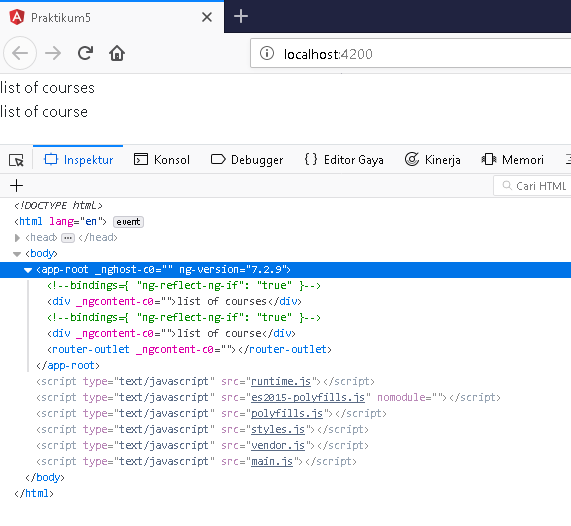 Praktikum5
localhost:4200
list of courses
list of course
Inspektur Konsol Debugger {} Editor Gaya Kinerja Memori
Cari HTML
<!DOCTYPE html>
<html lang="en"> event
<head> ••• </head>
<body>
<app-root _nghost-c0="" ng-version="7.2.9">
<!--bindings={ "ng-reflect-ng-if": "true" }-->
<div _ngcontent-c0="">list of courses</div>
<!--bindings={ "ng-reflect-ng-if": "true" }-->
<div _ngcontent-c0="">list of course</div>
<router-outlet _ngcontent-c0=""></router-outlet>
</app-root>
<script type="text/javascript" src="runtime.js"></script>
<script type="text/javascript" src="es2015-polyfills.js" nomodule=""></script>
<script type="text/javascript" src="polyfills.js"></script>
<script type="text/javascript" src="styles.js"></script>
<script type="text/javascript" src="vendor.js"></script>
<script type="text/javascript" src="main.js"></script>
</body>
</html>